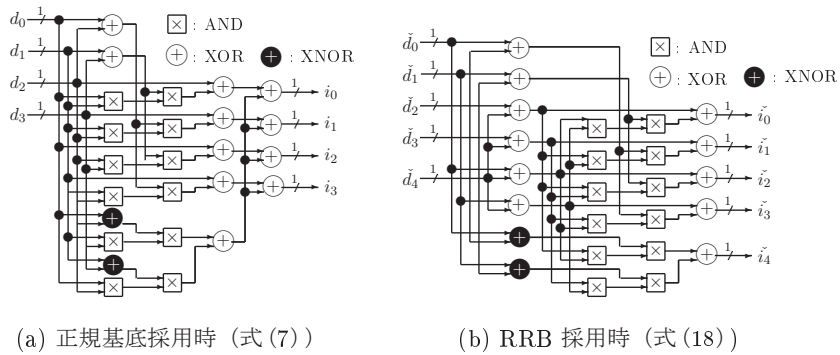 d₀ 1
d₁ 1
d₂ 1
d₃ 1
: AND
: XOR
: XNOR
1 i₀
1 i₁
1 i₂
1 i₃
(a) 正規基底採用時 (式(7))
ď₀ 1
ď₁ 1
ď₂ 1
ď₃ 1
ď₄ 1
: AND
: XOR
: XNOR
1 ǐ₀
1 ǐ₁
1 ǐ₂
1 ǐ₃
1 ǐ₄
(b) RRB 採用時 (式(18))